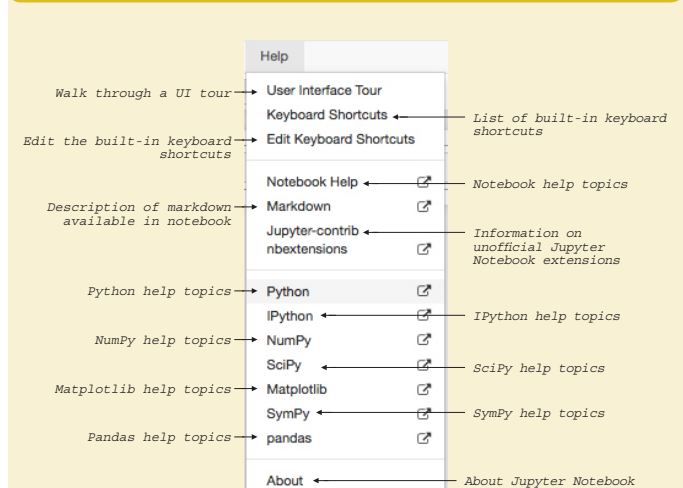 Help
Walk through a UI tour
User Interface Tour
Keyboard Shortcuts
List of built-in keyboard
shortcuts
Edit the built-in keyboard
shortcuts
Edit Keyboard Shortcuts
Notebook Help
Notebook help topics
Description of markdown
available in notebook
Markdown
Jupyter-contrib
nbextensions
Information on
unofficial Jupyter
Notebook extensions
Python help topics
Python
IPython
IPython help topics
NumPy help topics
NumPy
SciPy
SciPy help topics
Matplotlib help topics
Matplotlib
SymPy
SymPy help topics
Pandas help topics
pandas
About
About Jupyter Notebook